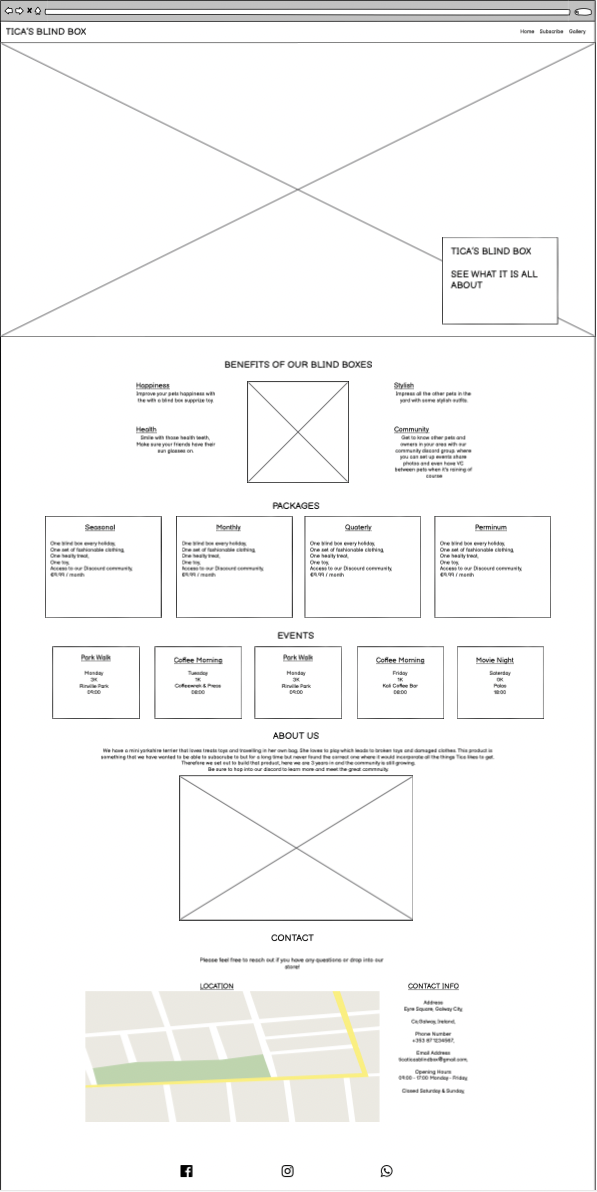 TICA'S BLIND BOX
Home Subscribe Gallery
TICA'S BLIND BOX
SEE WHAT IT IS ALL
ABOUT
BENEFITS OF OUR BLIND BOXES
Happiness
Improve your pets happiness with
the with a blind box supprize toy
Health
Smile with those health teeth,
Make sure your friends have their
sun glasses on.
Stylish
Impress all the other pets in the
yard with some stylish outfits.
Community
Get to know other pets and
owners in your area with our
community discord group. where
you can set up events share
photos and even have VC
between pets when it's raining of
course
PACKAGES
Seasonal
One blind box every holiday,
One set of fashionable clothing,
One healty treat,
One toy,
Access to our Discourd community,
€9.99 / month
Monthly
One blind box every holiday,
One set of fashionable clothing,
One healty treat,
One toy,
Access to our Discourd community,
€9.99 / month
Quoterly
One blind box every holiday,
One set of fashionable clothing,
One healty treat,
One toy,
Access to our Discourd community,
€9.99 / month
Perminum
One blind box every holiday,
One set of fashionable clothing,
One healty treat,
One toy,
Access to our Discourd community,
€9.99 / month
EVENTS
Park Walk
Monday
3K
Rinville Park
09:00
Coffee Morning
Tuesday
1K
Coffeewerk & Press
08:00
Park Walk
Monday
3K
Rinville Park
09:00
Coffee Morning
Friday
1K
Kali Coffee Bar
08:00
Movie Night
Saterday
0K
Palas
18:00
ABOUT US
We have a mini yorkshire terrier that loves treats toys and travelling in her own bag. She loves to play which leads to broken toys and damaged clothes. This product is
something that we have wanted to be able to subscrube to but for a long time but never found the correct one where it would incorporate all the things Tica likes to get.
Therefore we set out to build that product, here we are 3 years in and the community is still growing.
Be sure to hop into our discord to learn more and meet the great comminuty.
CONTACT
Please feel free to reach out if you have any questions or drop into our
store!
LOCATION
CONTACT INFO
Address
Eyre Square, Galway City,
Co.Galway, Ireland,
Phone Number
+353 871234567,
Email Address
Opening Hours
09:00 - 17:00 Monday - Friday,
Closed Saturday & Sunday,